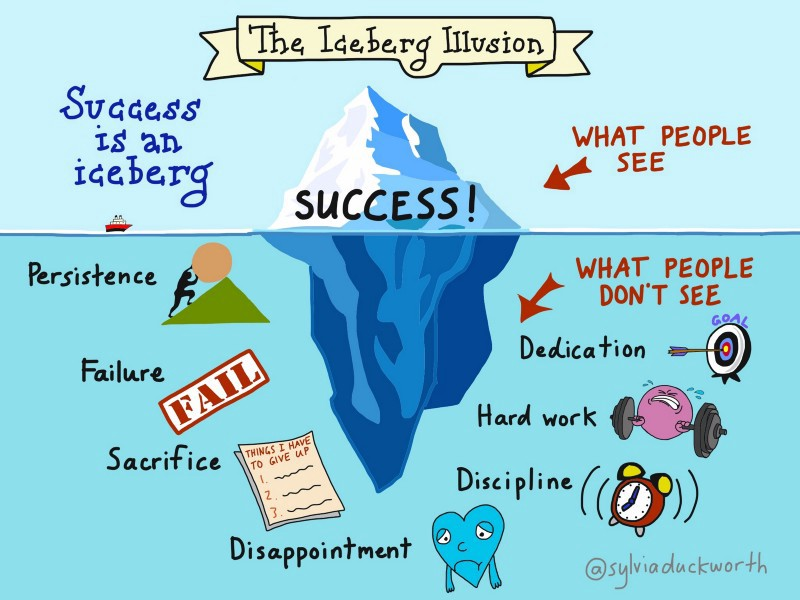 The Iceberg Illusion
Success
is an
iceberg
WHAT PEOPLE
SEE
SUCCESS!
WHAT PEOPLE
DON'T SEE
Persistence
GOAL
Dedication
Failure
FAIL
Hard work
Sacrifice
THINGS I HAVE
TO GIVE UP
1.
2.
3.
Discipline
Disappointment
@sylviaduckworth